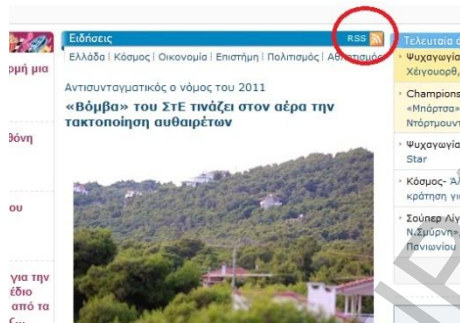 Ειδήσεις
RSS
Ελλάδα | Κόσμος | Οικονομία | Επιστήμη | Πολιτισμός | Αθλητισμός
Αντισυνταγματικός ο νόμος του 2011
«Βόμβα» του ΣτΕ τινάζει στον αέρα την
τακτοποίηση αυθαιρέτων
μια
θόνη
ου
για την
έδιο
από τα
Τελευταία
Ψυχαγωγία
Χέιγουορθ,
Champions
«Μπάρτσα»
Ντόρτμουντ
Ψυχαγωγία
Star
Κόσμος-
κράτηση για
Σούπερ Λίγ
Ν.Σμύρνη»,
Πανιωνίου